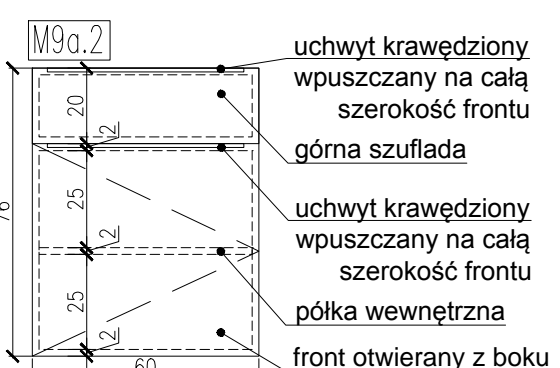 M9a.2
uchwyt krawędziony
wpuszczany na całą
szerokość frontu
górna szuflada
uchwyt krawędziony
wpuszczany na całą
szerokość frontu
półka wewnętrzna
front otwierany z boku
20
2
25
2
25
2
76
60